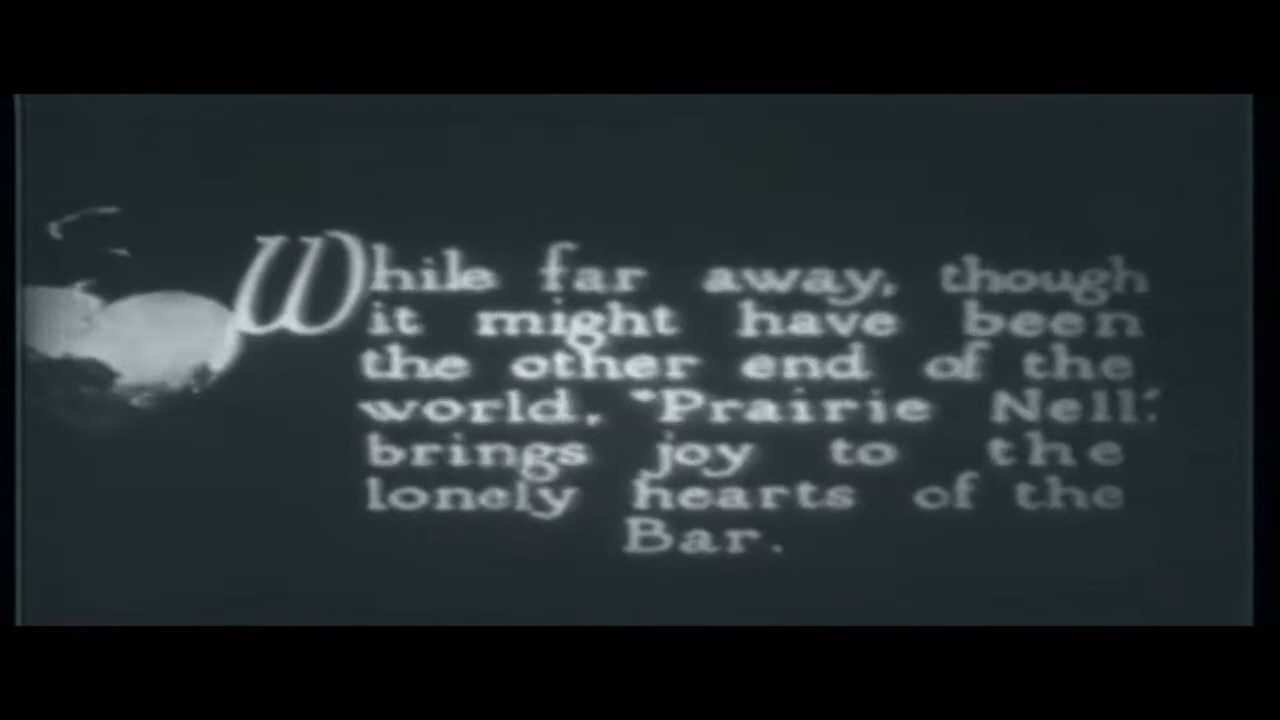 While far away, though
it might have been
the other end of the
world, "Prairie Nell"
brings joy to the
lonely hearts of the
Bar.